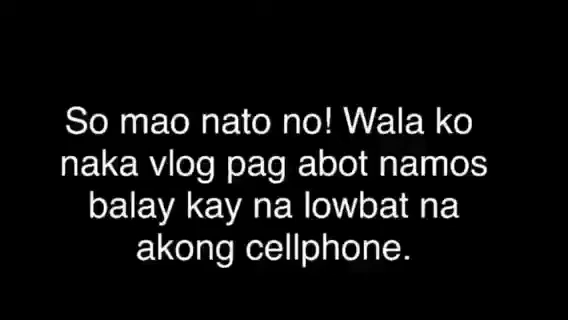 So mao nato no! Wala ko
naka vlog pag abot namos
balay kay na lowbat na
akong cellphone.